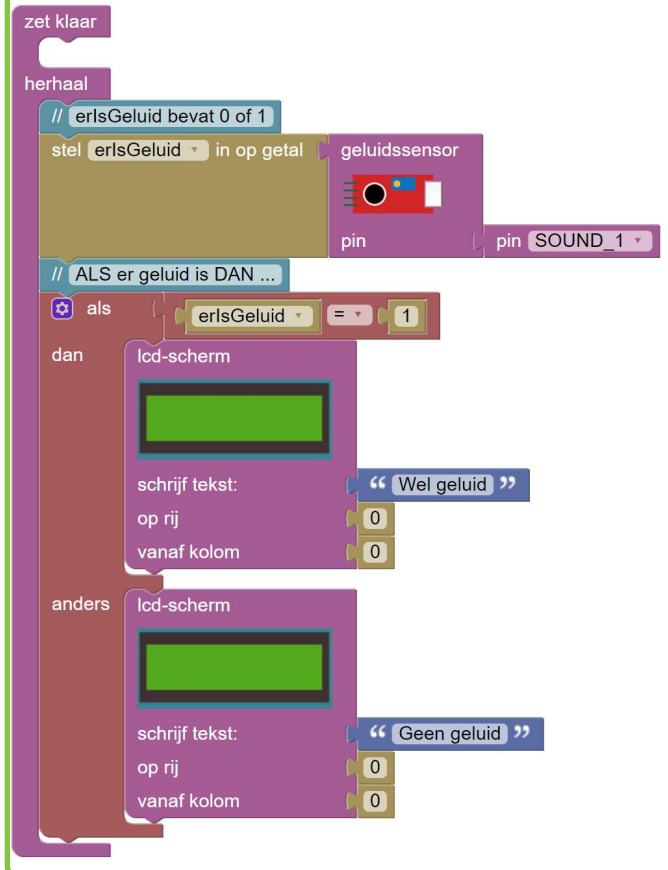 zet klaar
herhaal
// erIsGeluid bevat 0 of 1
stel erIsGeluid in op getal geluidssensor
pin pin SOUND_1
// ALS er geluid is DAN ...
als erIsGeluid = 1
dan lcd-scherm
schrijf tekst: “ Wel geluid ”
op rij 0
vanaf kolom 0
anders lcd-scherm
schrijf tekst: “ Geen geluid ”
op rij 0
vanaf kolom 0